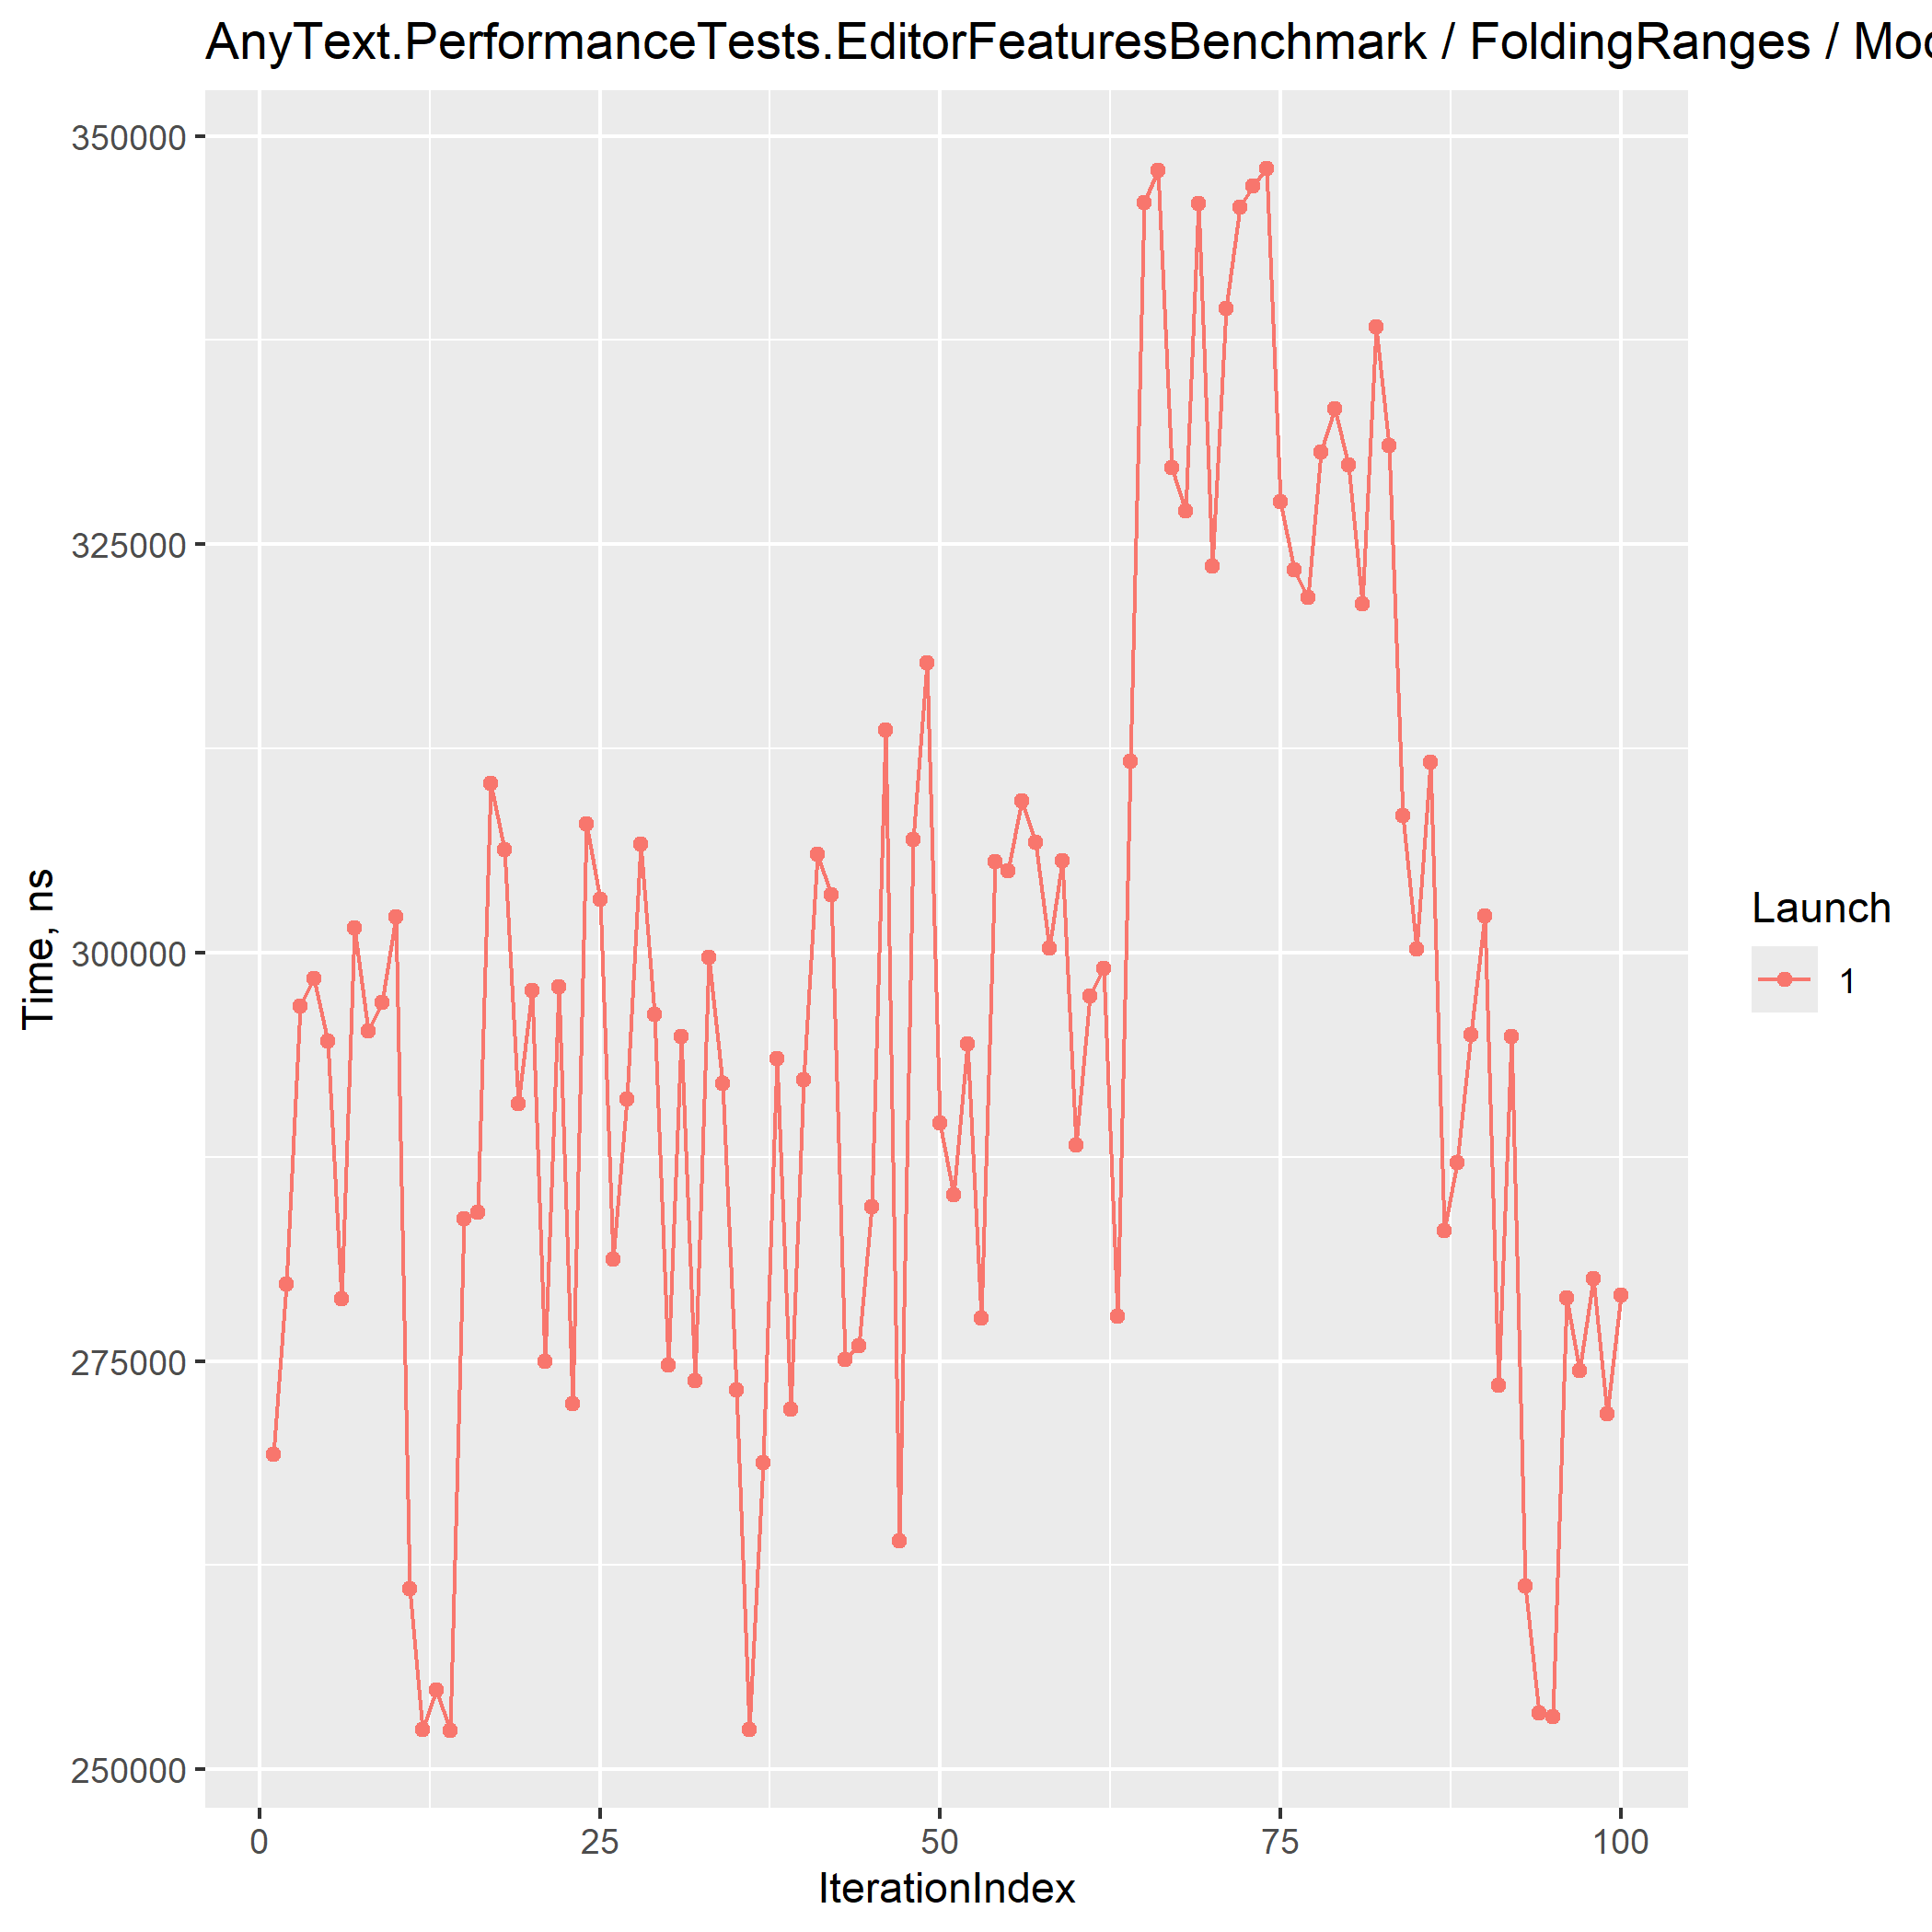 AnyText.PerformanceTests.EditorFeaturesBenchmark / FoldingRanges /
350000
325000
300000
275000
250000
Time, ns
0 25 50 75 100
IterationIndex
Launch
1